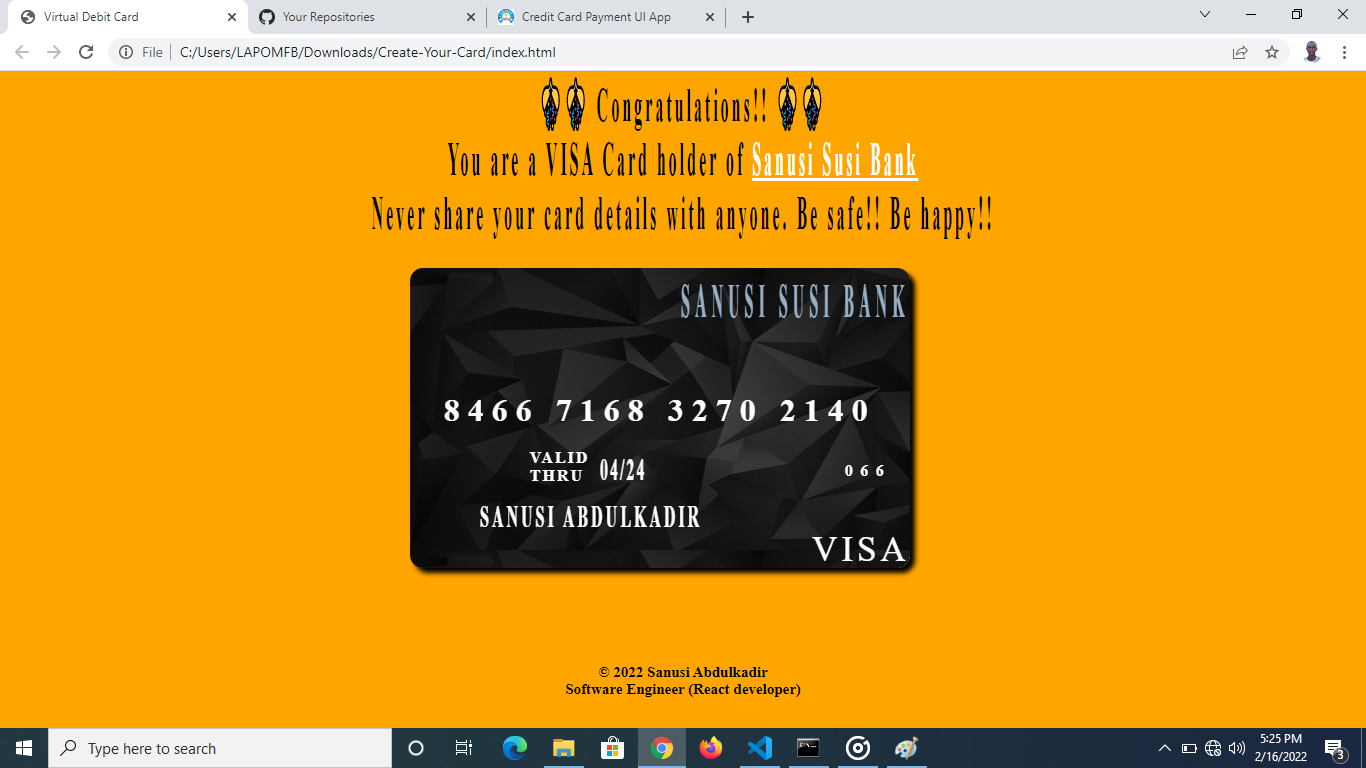 Virtual Debit Card
Your Repositories
Credit Card Payment UI App
File
C:/Users/LAPOMFB/Downloads/Create-Your-Card/index.html
Congratulations!!
You are a VISA Card holder of Sanusi Susi Bank
Never share your card details with anyone. Be safe!! Be happy!!
SANUSI SUSI BANK
8466 7168 3270 2140
VALID
THRU 04/24
066
SANUSI ABDULKADIR
VISA
© 2022 Sanusi Abdulkadir
Software Engineer (React developer)
Type here to search
5:25 PM
2/16/2022
3